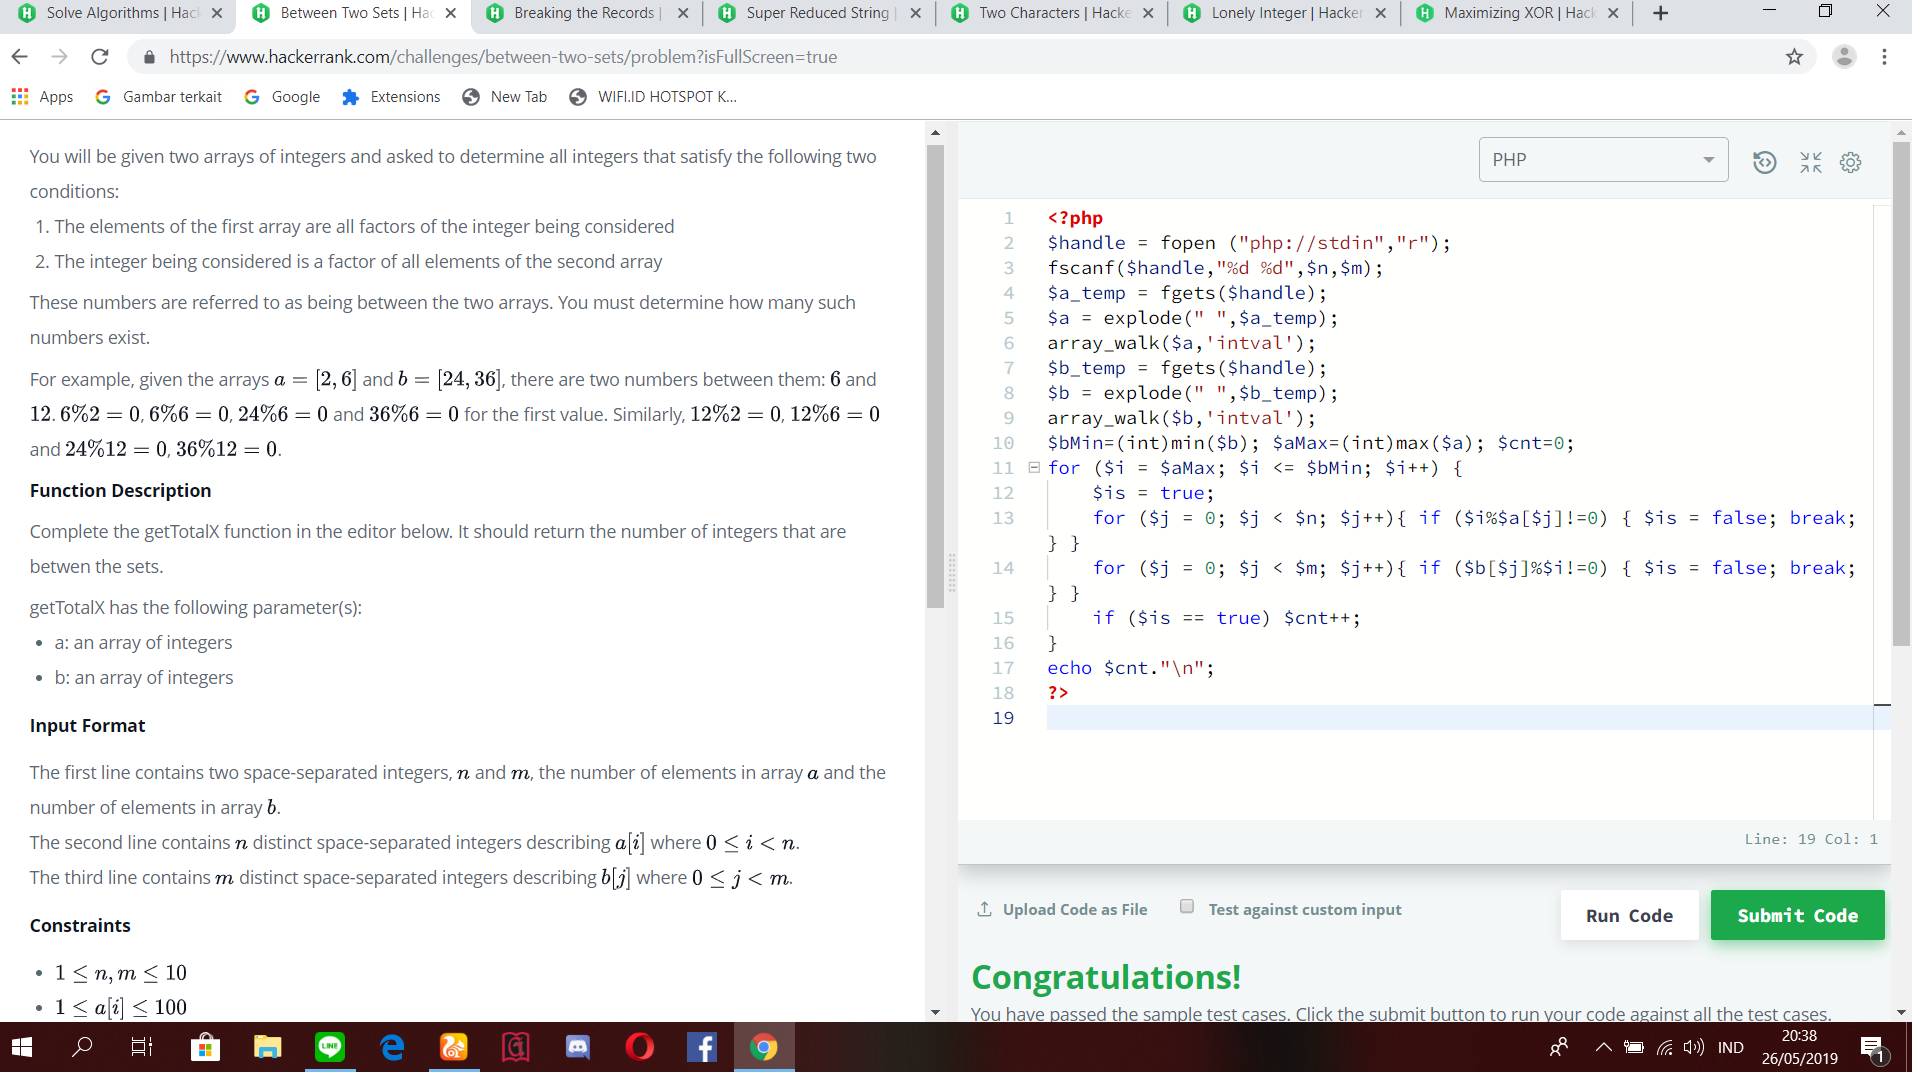 Solve Algorithms | Hack
Between Two Sets | Hac
Breaking the Records |
Super Reduced String |
Two Characters | Hacke
Lonely Integer | Hacker
Maximizing XOR | Hack
https://www.hackerrank.com/challenges/between-two-sets/problem?isFullScreen=true
Apps
Gambar terkait
Google
Extensions
New Tab
WIFI.ID HOTSPOT K...
You will be given two arrays of integers and asked to determine all integers that satisfy the following two
conditions:
1. The elements of the first array are all factors of the integer being considered
2. The integer being considered is a factor of all elements of the second array
These numbers are referred to as being between the two arrays. You must determine how many such
numbers exist.
For example, given the arrays a = [2, 6] and b = [24, 36], there are two numbers between them: 6 and
12. 6%2 = 0, 6%6 = 0, 24%6 = 0 and 36%6 = 0 for the first value. Similarly, 12%2 = 0, 12%6 = 0
and 24%12 = 0, 36%12 = 0.
Function Description
Complete the getTotalX function in the editor below. It should return the number of integers that are
betwen the sets.
getTotalX has the following parameter(s):
• a: an array of integers
• b: an array of integers
Input Format
The first line contains two space-separated integers, n and m, the number of elements in array a and the
number of elements in array b.
The second line contains n distinct space-separated integers describing a[i] where 0 ≤ i < n.
The third line contains m distinct space-separated integers describing b[j] where 0 ≤ j < m.
Constraints
• 1 ≤ n, m ≤ 10
• 1 ≤ a[i] ≤ 100
PHP
1 <?php
2 $handle = fopen ("php://stdin","r");
3 fscanf($handle,"%d %d",$n,$m);
4 $a_temp = fgets($handle);
5 $a = explode(" ",$a_temp);
6 array_walk($a,'intval');
7 $b_temp = fgets($handle);
8 $b = explode(" ",$b_temp);
9 array_walk($b,'intval');
10 $bMin=(int)min($b); $aMax=(int)max($a); $cnt=0;
11 for ($i = $aMax; $i <= $bMin; $i++) {
12 $is = true;
13 for ($j = 0; $j < $n; $j++){ if ($i%$a[$j]!=0) { $is = false; break;
} }
14 for ($j = 0; $j < $m; $j++){ if ($b[$j]%$i!=0) { $is = false; break;
} }
15 if ($is == true) $cnt++;
16 }
17 echo $cnt."\n";
18 ?>
19
Line: 19 Col: 1
Upload Code as File
Test against custom input
Run Code
Submit Code
Congratulations!
You have passed the sample test cases. Click the submit button to run your code against all the test cases.
LINE
IND
20:38
26/05/2019
1